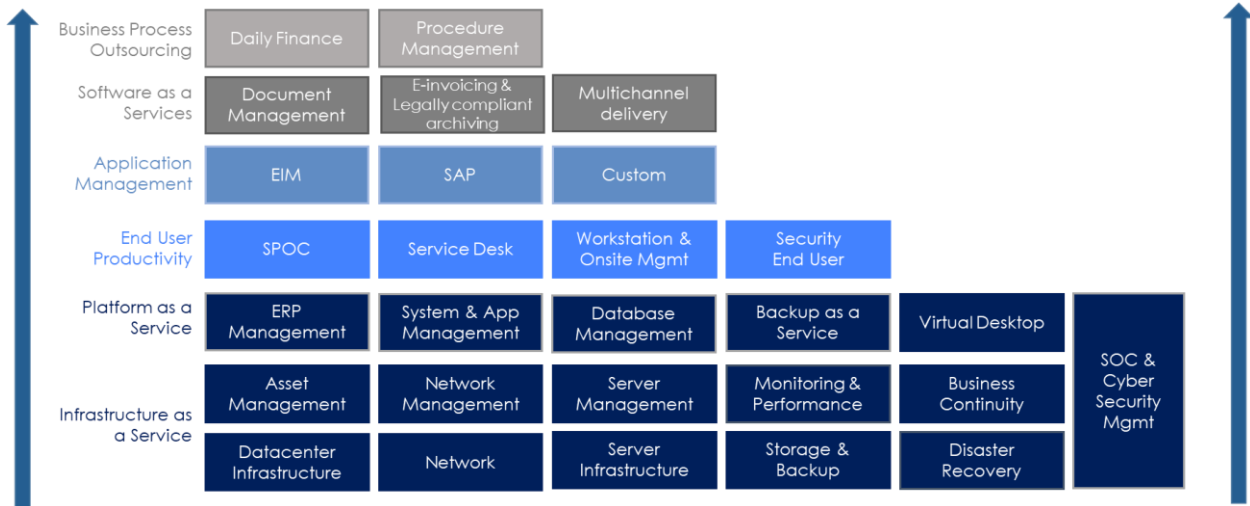 Business Process
Outsourcing
Daily Finance
Procedure
Management
Software as a
Services
Document
Management
E-invoicing &
Legally compliant
archiving
Multichannel
delivery
Application
Management
EIM
SAP
Custom
End User
Productivity
SPOC
Service Desk
Workstation &
Onsite Mgmt
Security
End User
Platform as a
Service
ERP
Management
System & App
Management
Database
Management
Backup as a
Service
Virtual Desktop
SOC &
Cyber
Security
Mgmt
Infrastructure as
a Service
Asset
Management
Network
Management
Server
Management
Monitoring &
Performance
Business
Continuity
Datacenter
Infrastructure
Network
Server
Infrastructure
Storage &
Backup
Disaster
Recovery